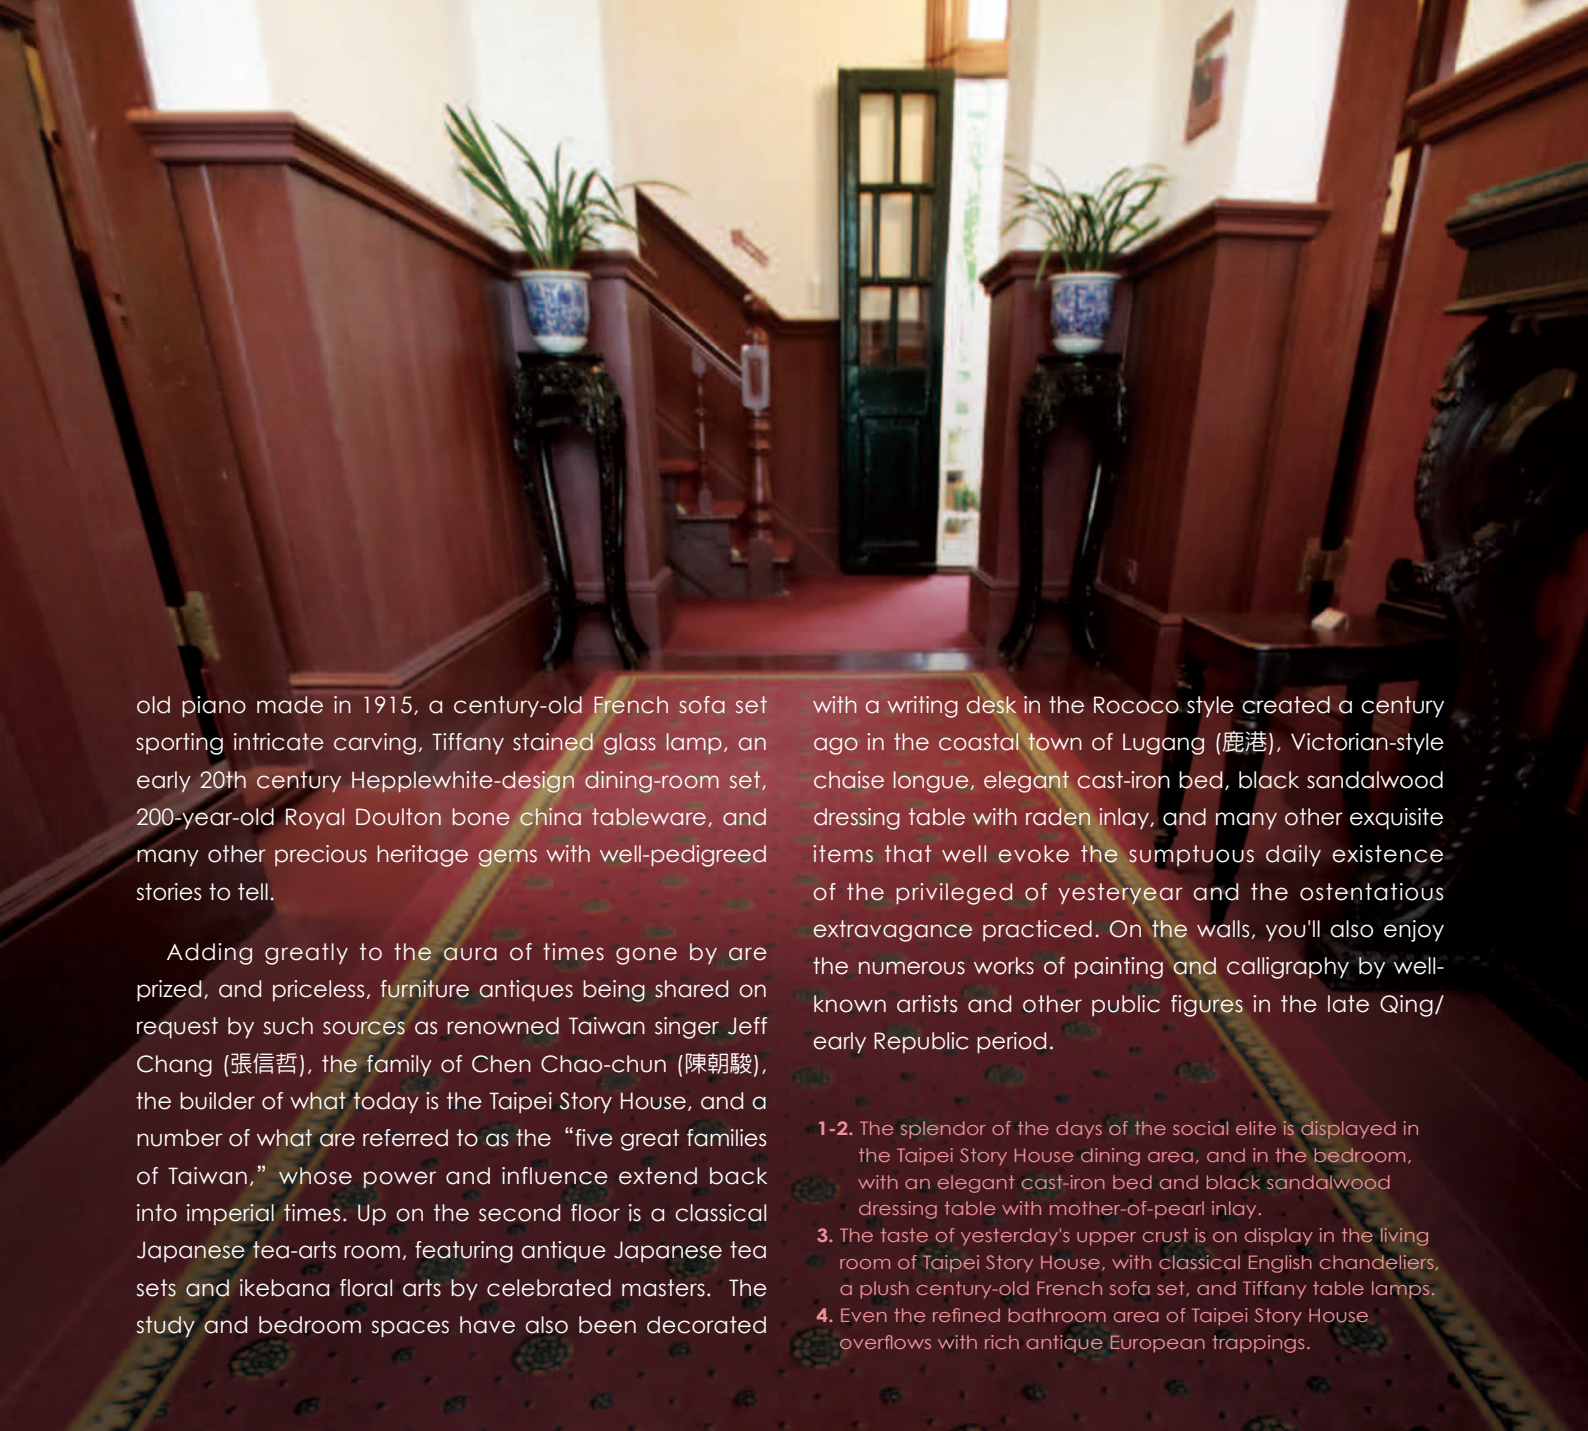 old piano made in 1915, a century-old French sofa set
sporting intricate carving, Tiffany stained glass lamp, an
early 20th century Hepplewhite-design dining-room set,
200-year-old Royal Doulton bone china tableware, and
many other precious heritage gems with well-pedigreed
stories to tell.
Adding greatly to the aura of times gone by are
prized, and priceless, furniture antiques being shared on
request by such sources as renowned Taiwan singer Jeff
Chang (張信哲), the family of Chen Chao-chun (陳朝駿),
the builder of what today is the Taipei Story House, and a
number of what are referred to as the “five great families
of Taiwan,” whose power and influence extend back
into imperial times. Up on the second floor is a classical
Japanese tea-arts room, featuring antique Japanese tea
sets and ikebana floral arts by celebrated masters. The
study and bedroom spaces have also been decorated
with a writing desk in the Rococo style created a century
ago in the coastal town of Lugang (鹿港), Victorian-style
chaise longue, elegant cast-iron bed, black sandalwood
dressing table with raden inlay, and many other exquisite
items that well evoke the sumptuous daily existence
of the privileged of yesteryear and the ostentatious
extravagance practiced. On the walls, you'll also enjoy
the numerous works of painting and calligraphy by well-
known artists and other public figures in the late Qing/
early Republic period.
1-2. The splendor of the days of the social elite is displayed in
the Taipei Story House dining area, and in the bedroom,
with an elegant cast-iron bed and black sandalwood
dressing table with mother-of-pearl inlay.
3. The taste of yesterday's upper crust is on display in the living
room of Taipei Story House, with classical English chandeliers,
a plush century-old French sofa set, and Tiffany table lamps.
4. Even the refined bathroom area of Taipei Story House
overflows with rich antique European trappings.